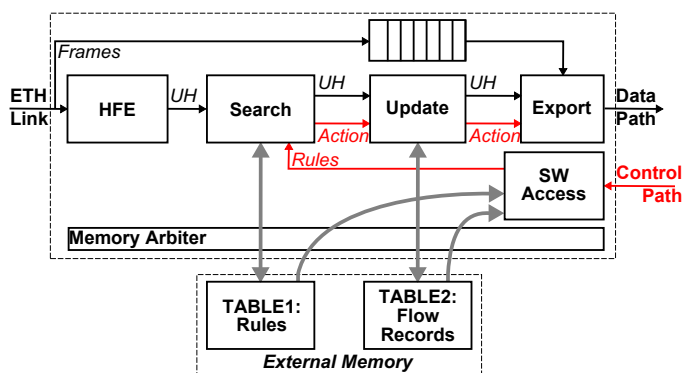 Frames
ETH
Link
HFE
UH
Search
UH
Action
Update
UH
Action
Export
Data
Path
Rules
SW
Access
Control
Path
Memory Arbiter
TABLE1:
Rules
TABLE2:
Flow
Records
External Memory